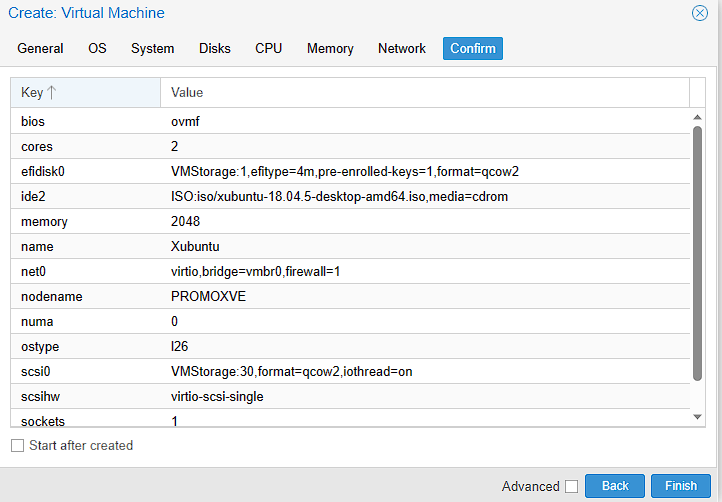 Create: Virtual Machine
General OS System Disks CPU Memory Network Confirm
Key Value
bios ovmf
cores 2
efidisk0 VMStorage:1,efitype=4m,pre-enrolled-keys=1,format=qcow2
ide2 ISO:iso/xubuntu-18.04.5-desktop-amd64.iso,media=cdrom
memory 2048
name Xubuntu
net0 virtio,bridge=vmbr0,firewall=1
nodename PROMOXVE
numa 0
ostype l26
scsi0 VMStorage:30,format=qcow2,iothread=on
scsihw virtio-scsi-single
sockets 1
Start after created
Advanced Back Finish